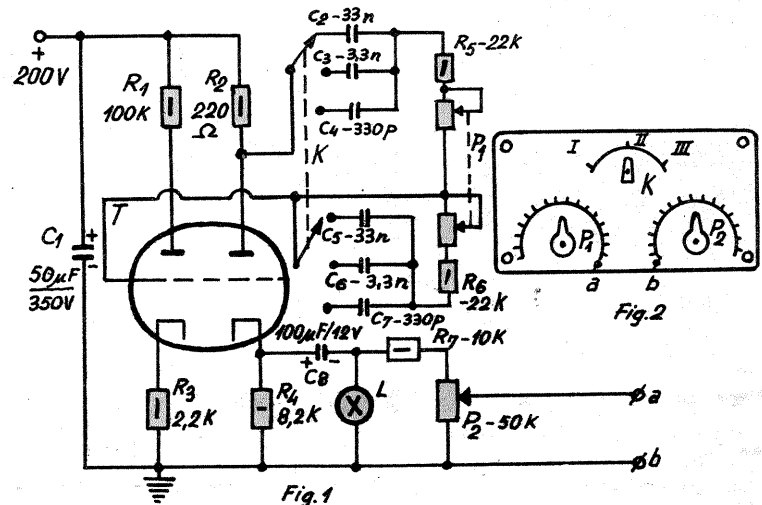 C2-33n
C3-3,3n
C4-330p
R5-22K
+
200V
R1
100K
R2
220
Ω
K
P1
T
C1
+
-
50µF
350V
C5-33n
C6-3,3n
C7-330p
R6
-22K
100µF/12V
+ -
C8
R7-10K
R3
2,2K
R4
8,2K
L
P2-50K
a
b
Fig.1
I II III
K
P1
P2
a b
Fig.2